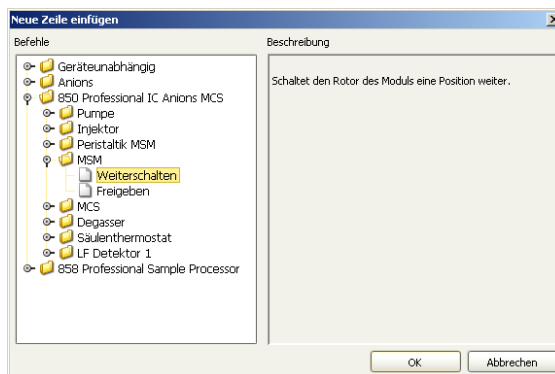 Neue Zeile einfügen
Befehle
Beschreibung
Geräteunabhängig
Anions
850 Professional IC Anions MCS
Pumpe
Injektor
Peristaltik MSM
MSM
Weiterschalten
Freigeben
MCS
Degasser
Säulenthermostat
LF Detektor 1
858 Professional Sample Processor
Schaltet den Rotor des Moduls eine Position weiter.
OK
Abbrechen